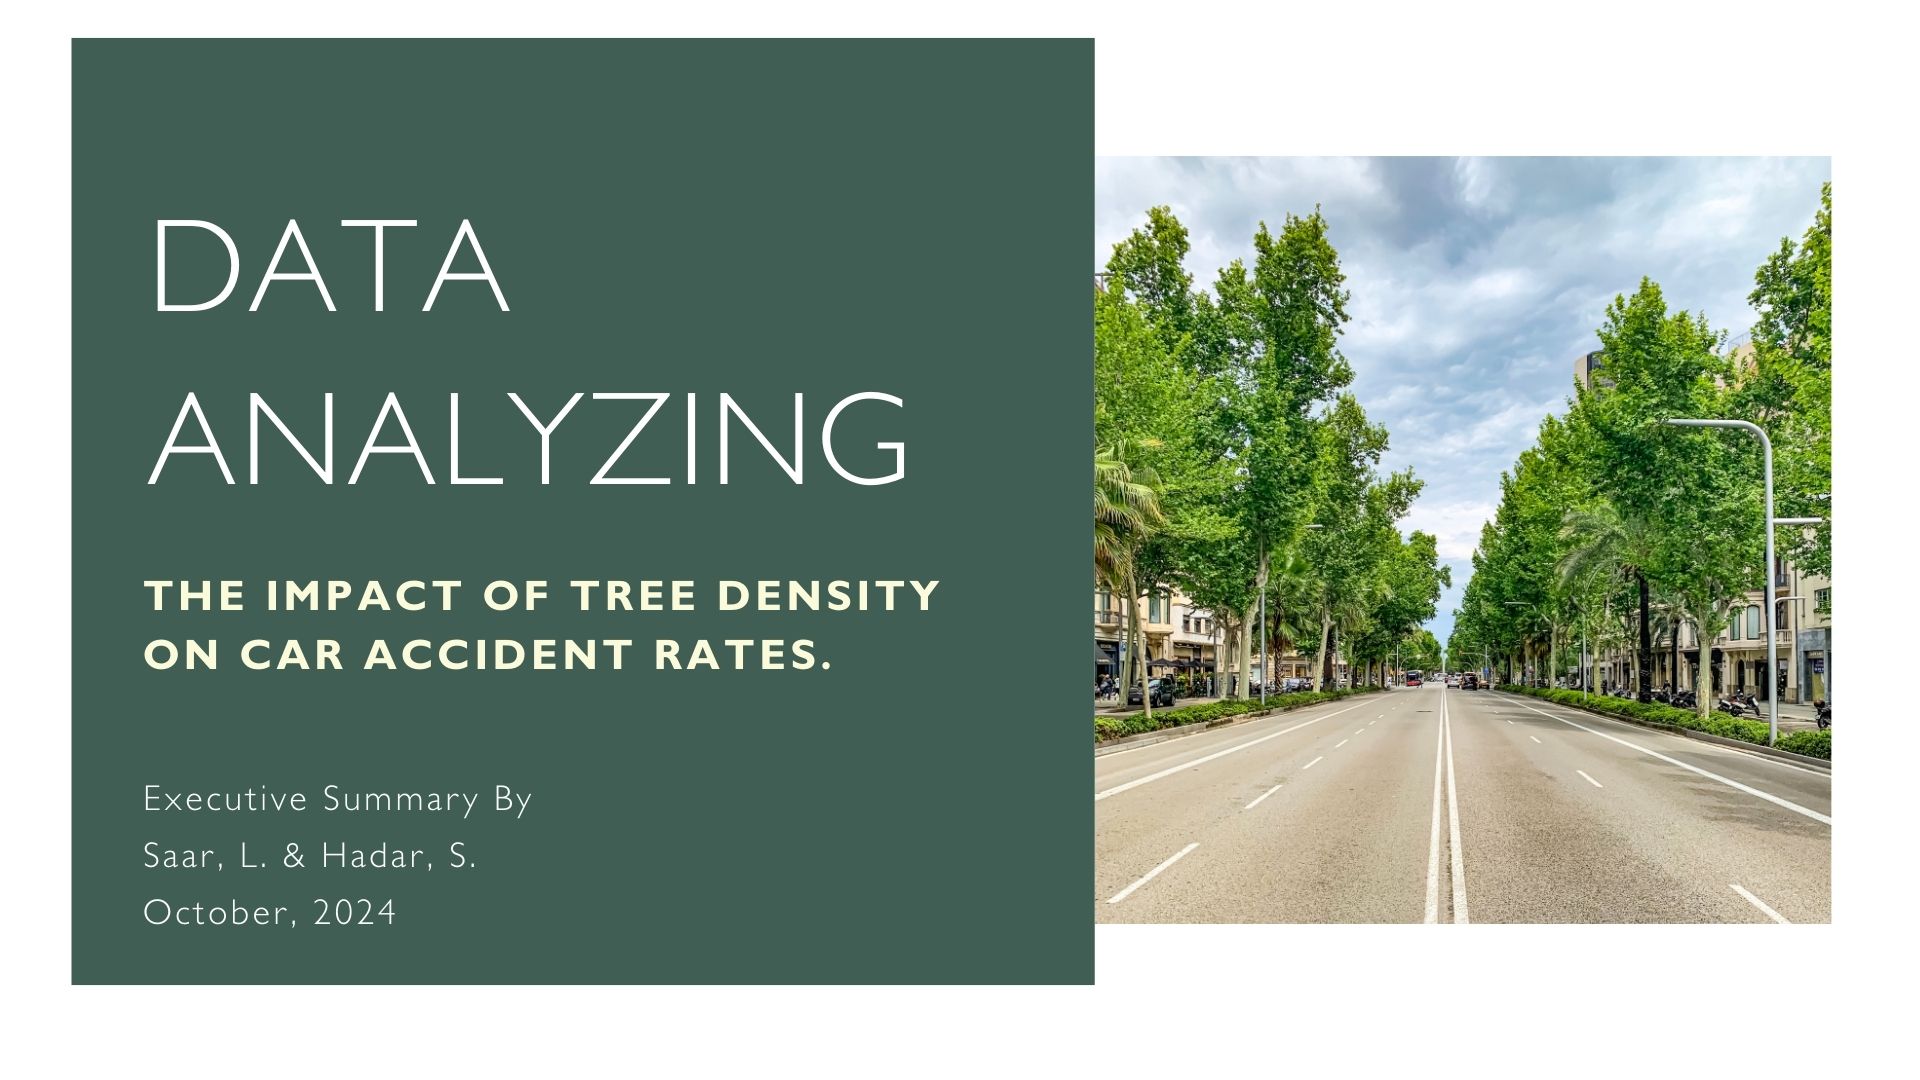 DATA
ANALYZING
THE IMPACT OF TREE DENSITY
ON CAR ACCIDENT RATES.
Executive Summary By
Saar, L. & Hadar, S.
October, 2024